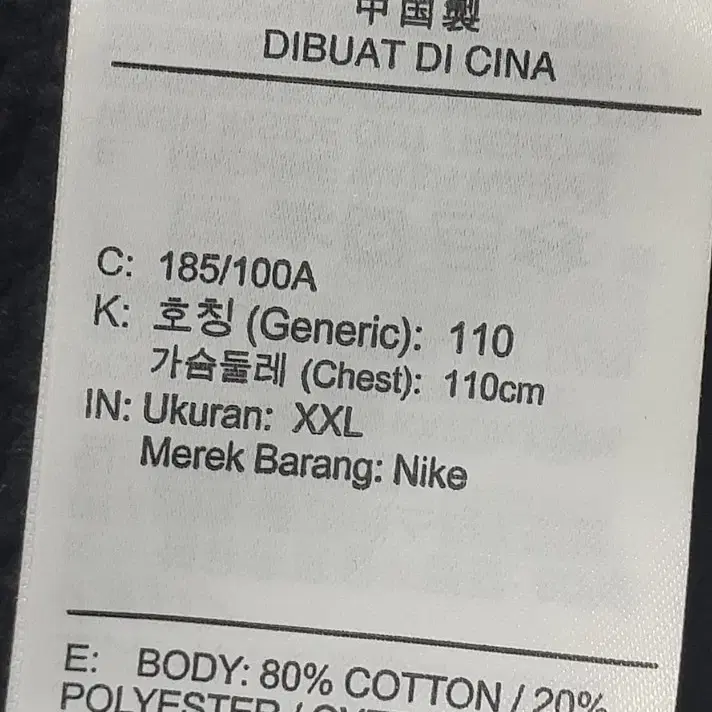 中国製
DIBUAT DI CINA
C: 185/100A
K: 호칭 (Generic): 110
가슴둘레 (Chest): 110cm
IN: Ukuran: XXL
Merek Barang: Nike
E: BODY: 80% COTTON / 20%
POLYESTER /